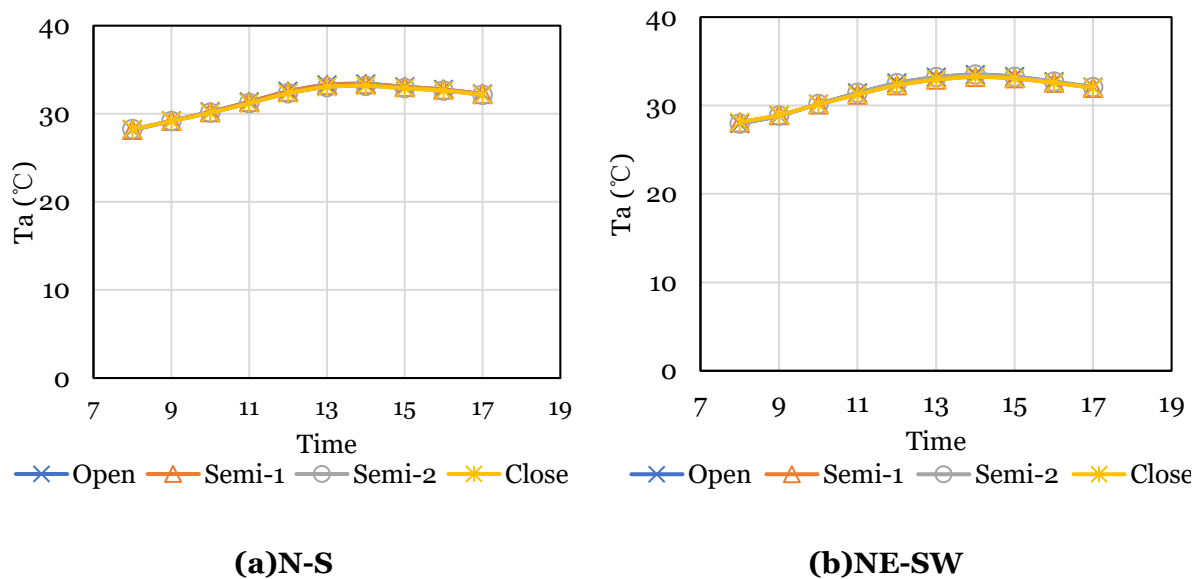 40
30
20
10
0
Ta (℃)
7 9 11 13 15 17 19
Time
Open Semi-1 Semi-2 Close
(a)N-S
40
30
20
10
0
Ta (℃)
7 9 11 13 15 17 19
Time
Open Semi-1 Semi-2 Close
(b)NE-SW